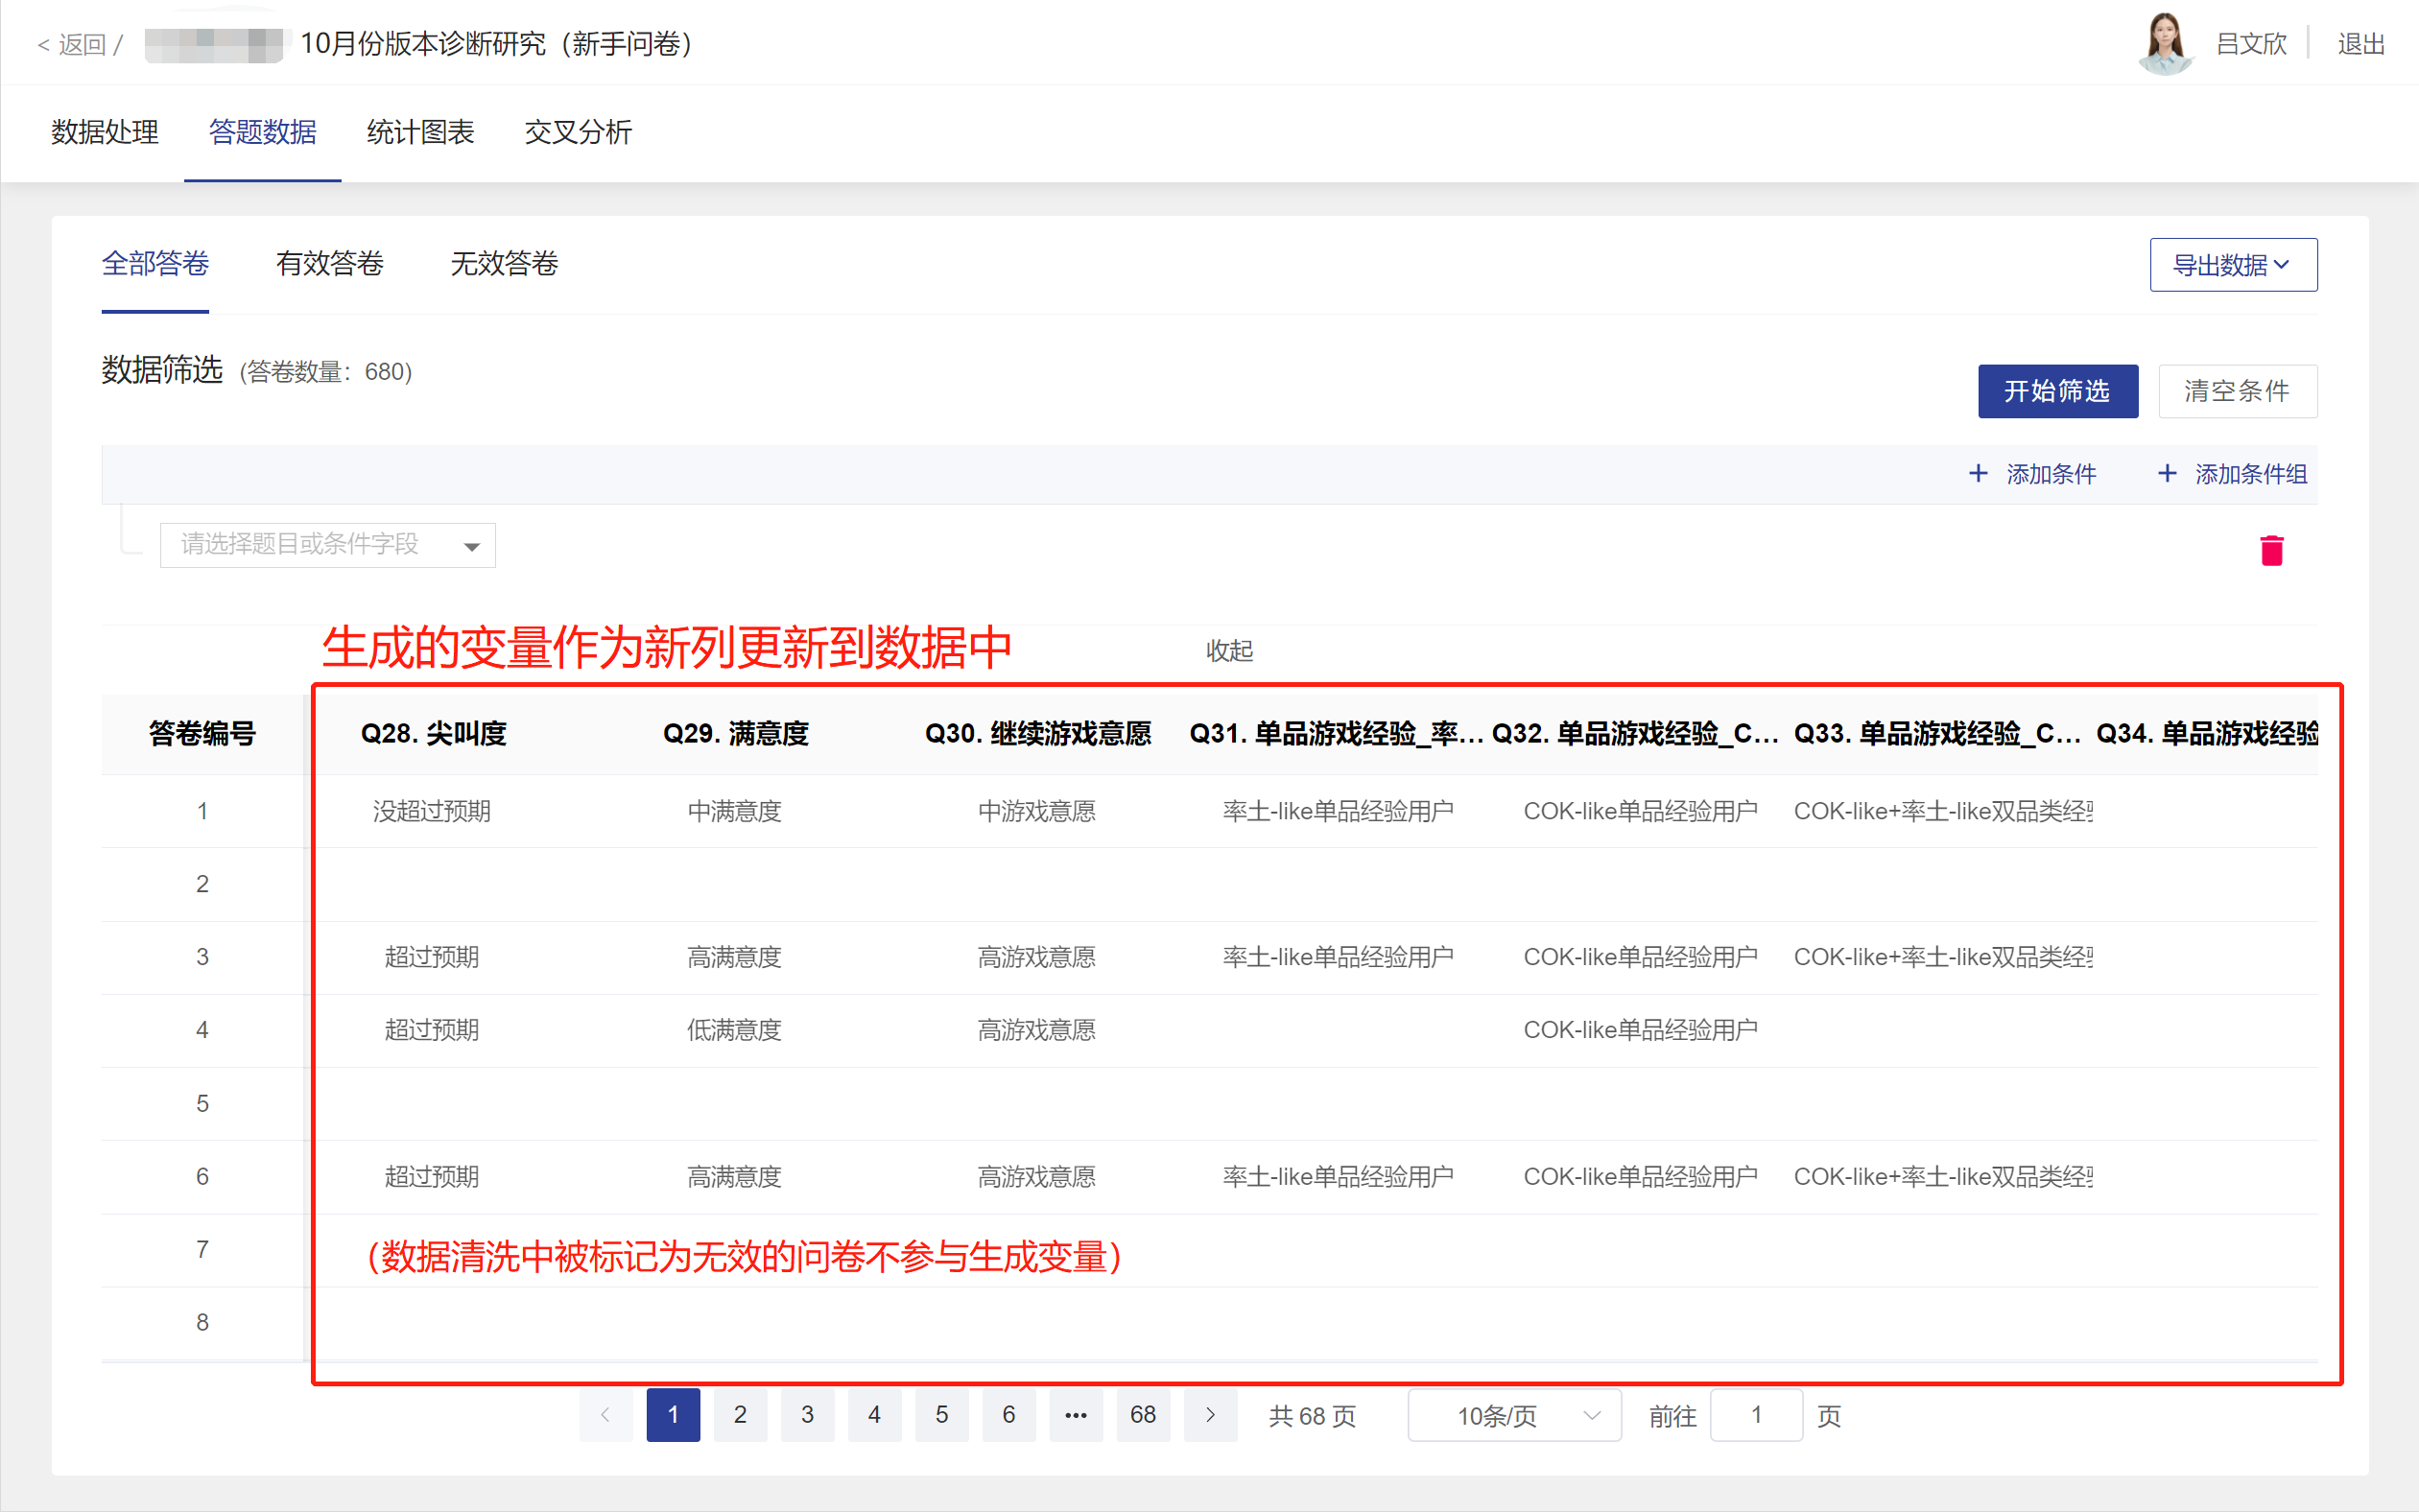 < 返回 / 10月份版本诊断研究（新手问卷） 吕文欣 退出
数据处理 答题数据 统计图表 交叉分析
全部答卷 有效答卷 无效答卷 导出数据
数据筛选 (答卷数量：680)
开始筛选 清空条件
+ 添加条件 + 添加条件组
请选择题目或条件字段
生成的变量作为新列更新到数据中 收起
答卷编号 Q28. 尖叫度 Q29. 满意度 Q30. 继续游戏意愿 Q31. 单品游戏经验_率… Q32. 单品游戏经验_C… Q33. 单品游戏经验_C… Q34. 单品游戏经验
1 没超过预期 中满意度 中游戏意愿 率土-like单品经验用户 COK-like单品经验用户 COK-like+率土-like双品类经
2
3 超过预期 高满意度 高游戏意愿 率土-like单品经验用户 COK-like单品经验用户 COK-like+率土-like双品类经
4 超过预期 低满意度 高游戏意愿 COK-like单品经验用户
5
6 超过预期 高满意度 高游戏意愿 率土-like单品经验用户 COK-like单品经验用户 COK-like+率土-like双品类经
7 （数据清洗中被标记为无效的问卷不参与生成变量）
8
< 1 2 3 4 5 6 ••• 68 > 共 68 页 10条/页 前往 1 页